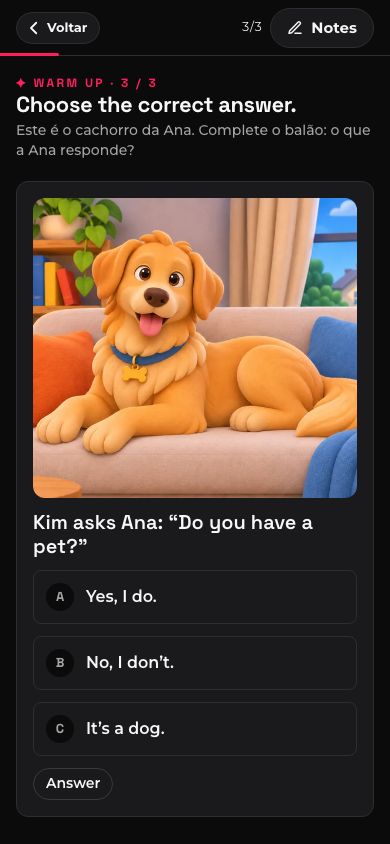 Voltar
3/3
Notes
WARM UP · 3 / 3
Choose the correct answer.
Este é o cachorro da Ana. Complete o balão: o que
a Ana responde?
Kim asks Ana: “Do you have a
pet?”
A Yes, I do.
B No, I don’t.
C It’s a dog.
Answer